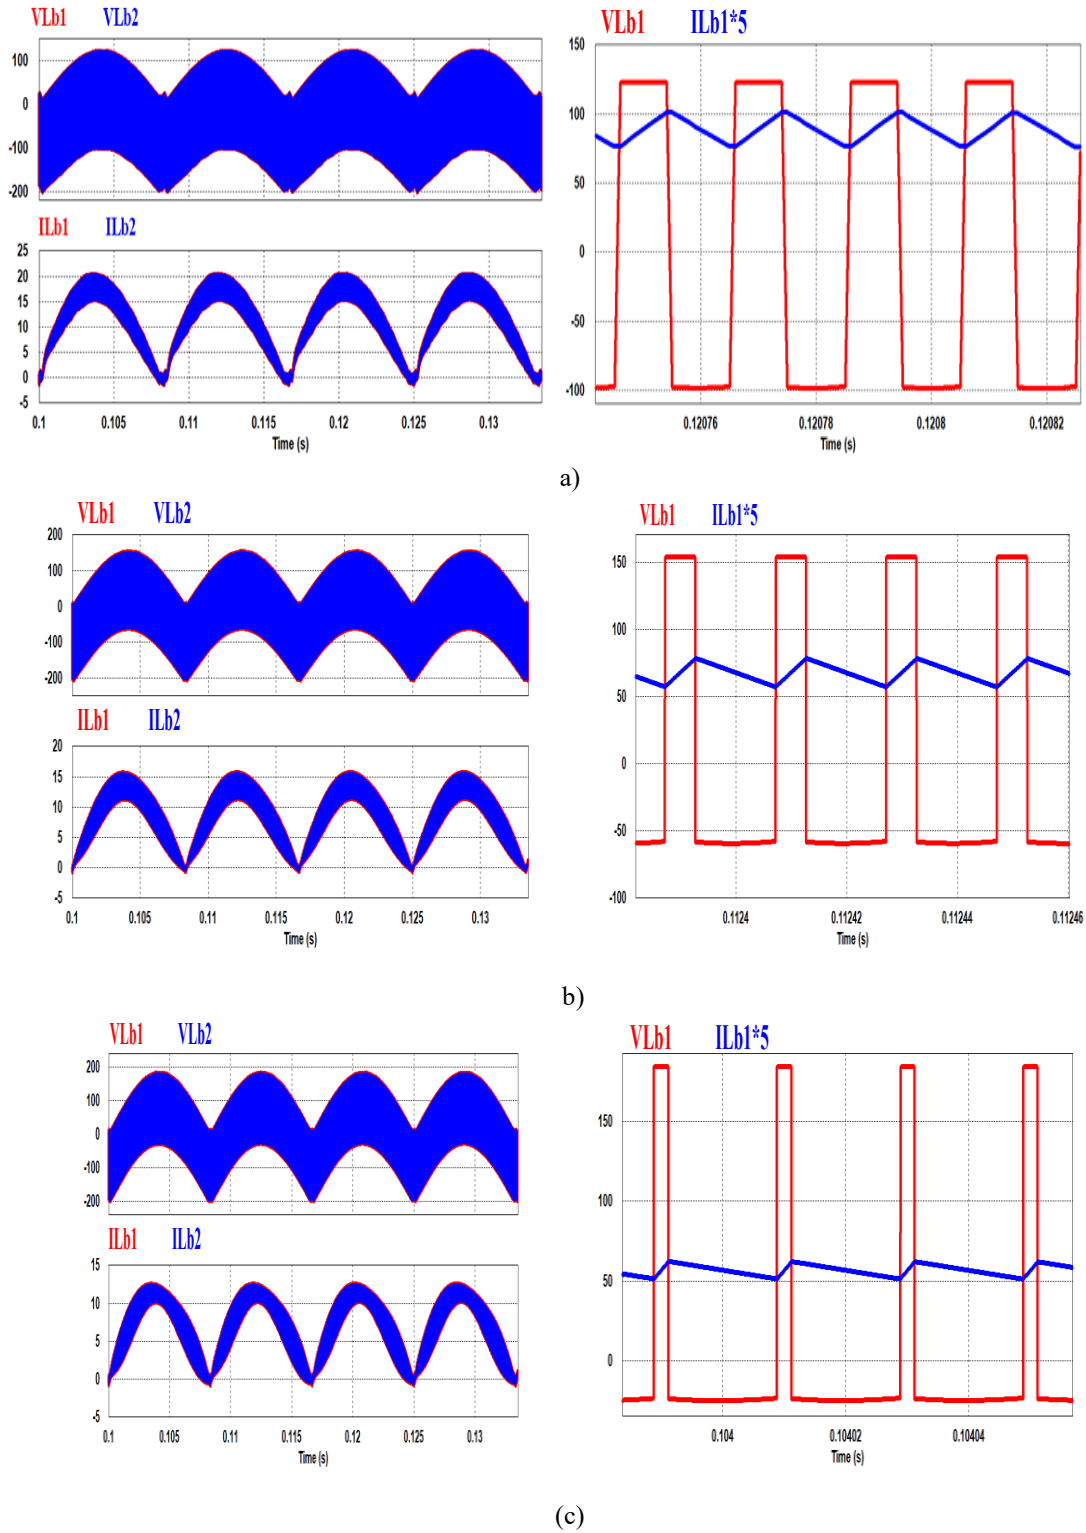 VLb1 VLb2
100
0
-100
-200
ILb1 ILb2
25
20
15
10
5
0
-5
0.1 0.105 0.11 0.115 0.12 0.125 0.13
Time (s)
VLb1 ILb1*5
150
100
50
0
-50
-100
0.12076 0.12078 0.1208 0.12082
Time (s)
a)
VLb1 VLb2
200
100
0
-100
-200
ILb1 ILb2
20
15
10
5
0
-5
0.1 0.105 0.11 0.115 0.12 0.125 0.13
Time (s)
VLb1 ILb1*5
150
100
50
0
-50
-100
0.1124 0.11242 0.11244 0.11246
Time (s)
b)
VLb1 VLb2
200
100
0
-100
-200
ILb1 ILb2
15
10
5
0
-5
0.1 0.105 0.11 0.115 0.12 0.125 0.13
Time (s)
VLb1 ILb1*5
150
100
50
0
0.104 0.10402 0.10404
Time (s)
(c)